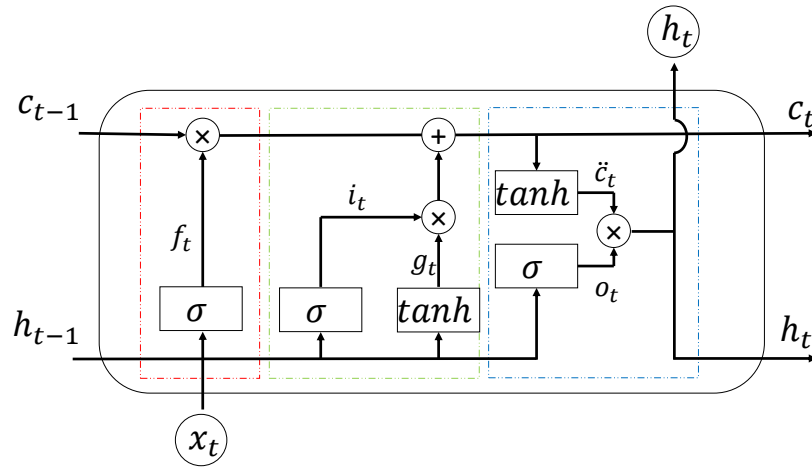 h_t
c_{t-1}
c_t
×
+
tanh
c̈_t
i_t
×
×
f_t
g_t
σ
o_t
σ
σ
tanh
h_{t-1}
h_t
x_t